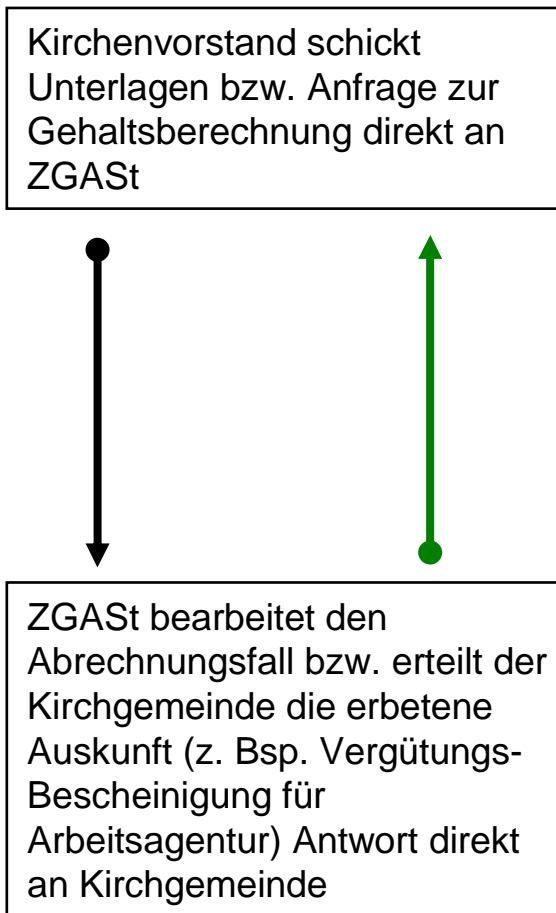 Kirchenvorstand schickt
Unterlagen bzw. Anfrage zur
Gehaltsberechnung direkt an
ZGASt
ZGASt bearbeitet den
Abrechnungsfall bzw. erteilt der
Kirchgemeinde die erbetene
Auskunft (z. Bsp. Vergütungs-
Bescheinigung für
Arbeitsagentur) Antwort direkt
an Kirchgemeinde